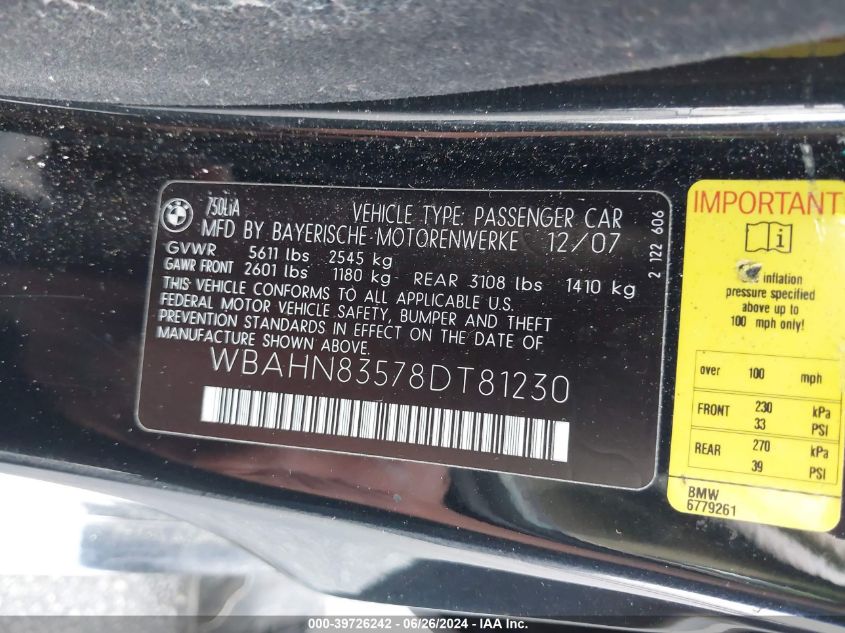 BMW
750LiA
VEHICLE TYPE: PASSENGER CAR
MFD BY BAYERISCHE-MOTORENWERKE 12/07
GVWR 5611 lbs 2545 kg
GAWR FRONT 2601 lbs 1180 kg REAR 3108 lbs 1410 kg
THIS VEHICLE CONFORMS TO ALL APPLICABLE U.S.
FEDERAL MOTOR VEHICLE SAFETY, BUMPER AND THEFT
PREVENTION STANDARDS IN EFFECT ON THE DATE OF
MANUFACTURE SHOWN ABOVE.
WBAHN83578DT81230
2 122 606
IMPORTANT
i
inflation
pressure specified
above up to
100 mph only!
over 100 mph
FRONT 230 kPa
33 PSI
REAR 270 kPa
39 PSI
BMW
6779261
000-39726242 - 06/26/2024 - IAA Inc.